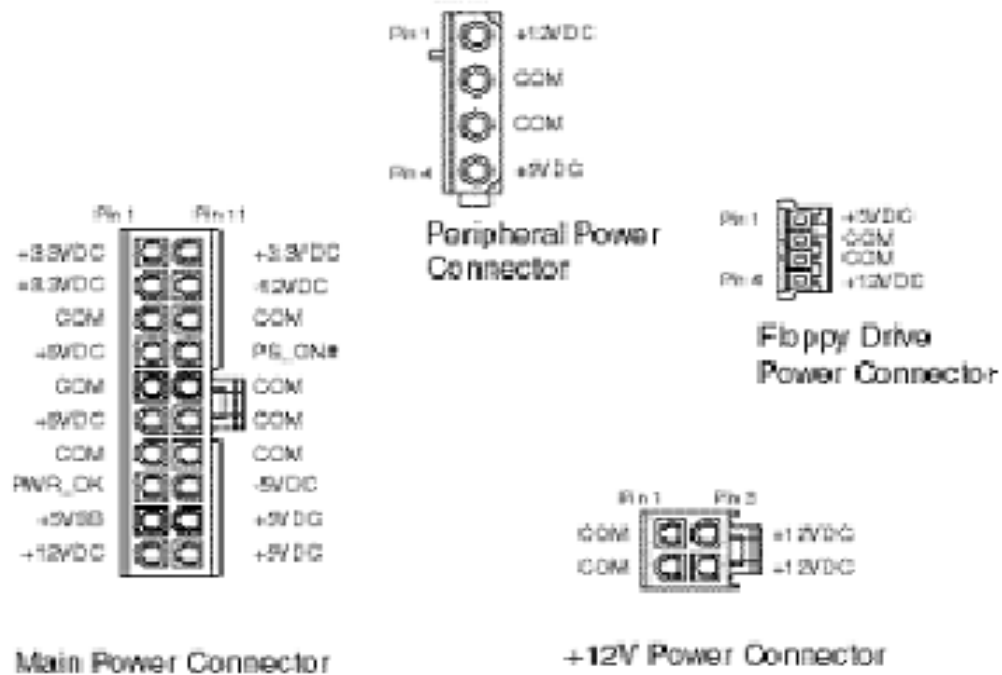 Pin 1 +12VDC
COM
COM
Pin 4 +5VDC
Peripheral Power
Connector
Pin 1 +5VDC
COM
COM
Pin 4 +12VDC
Floppy Drive
Power Connector
Pin 1 Pin 11
+3.3VDC +3.3VDC
+3.3VDC -12VDC
COM COM
+5VDC PS_ON#
COM COM
+5VDC COM
COM COM
PWR_OK -5VDC
+5VSB +5VDC
+12VDC +5VDC
Main Power Connector
Pin 1 Pin 3
COM +12VDC
COM +12VDC
+12V Power Connector